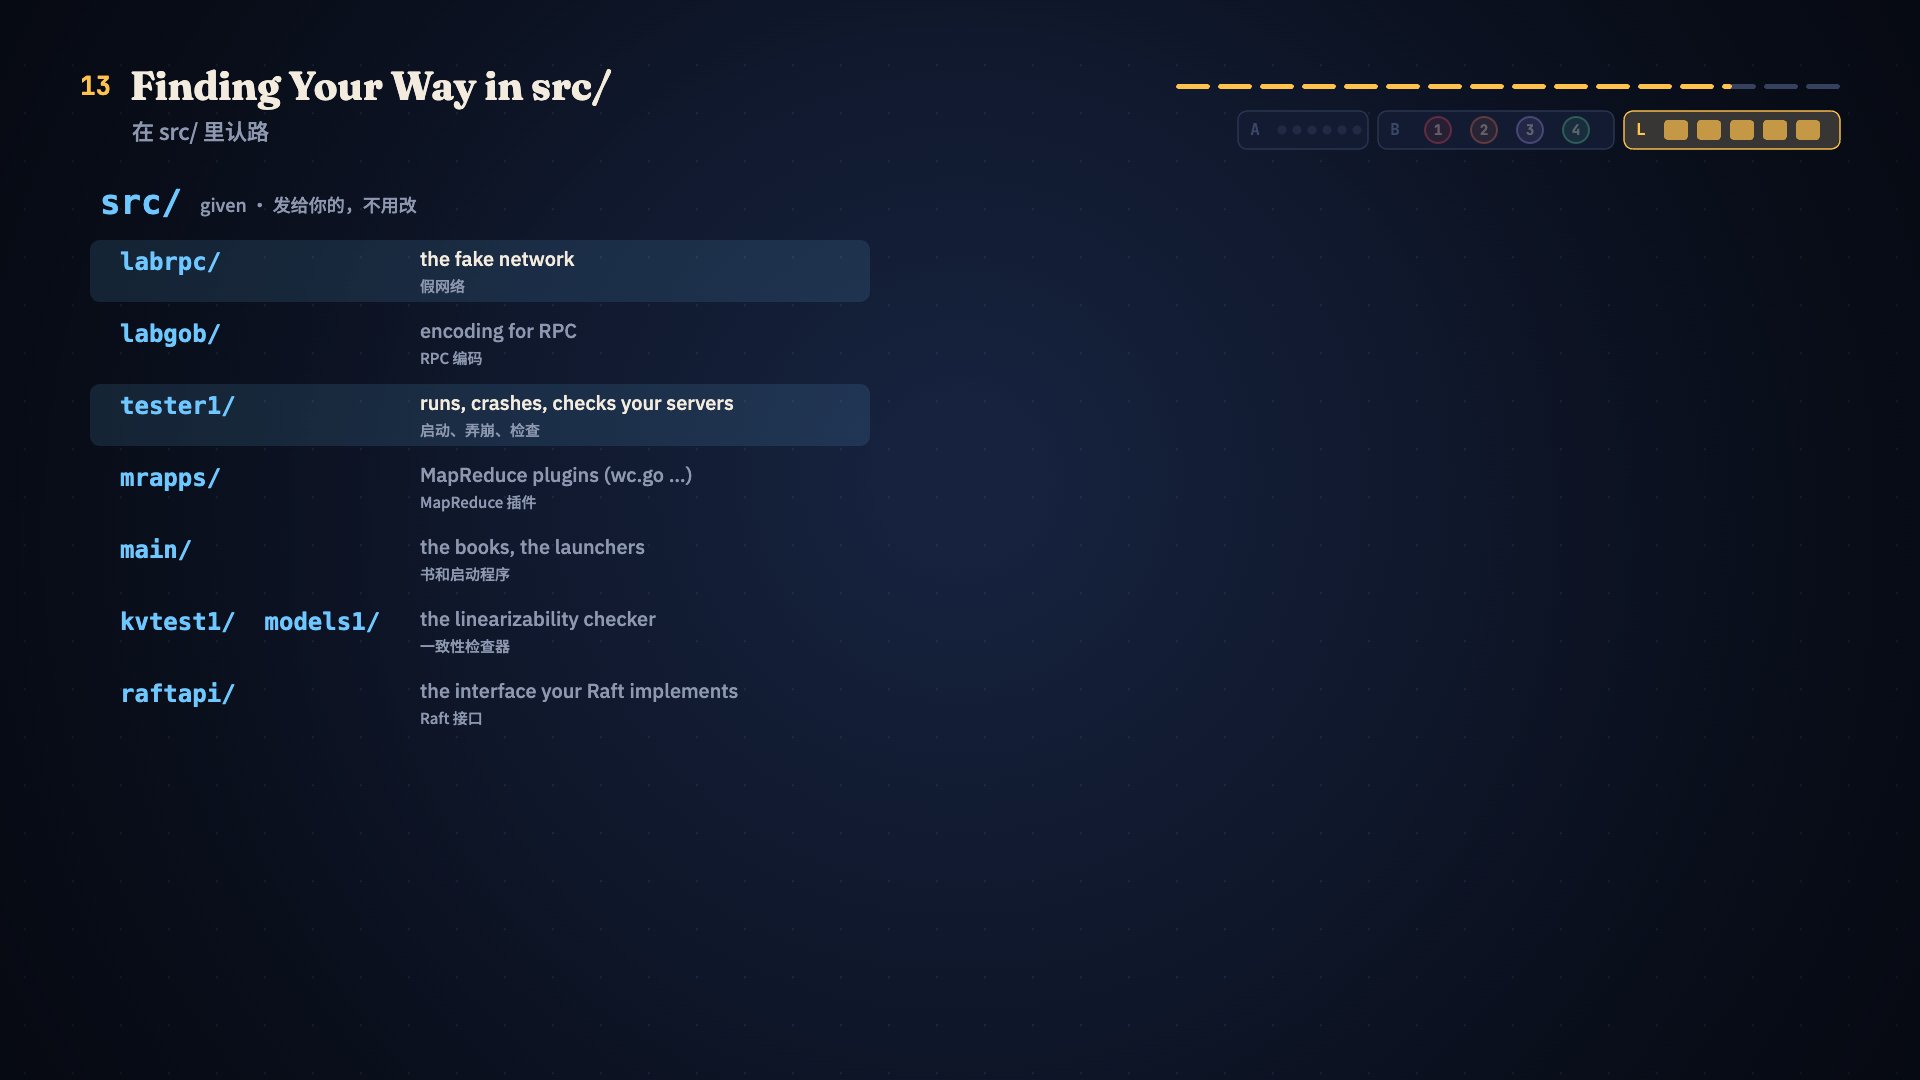 13 Finding Your Way in src/
在 src/ 里认路
A B 1 2 3 4 L
src/ given • 发给你的，不用改
labrpc/ the fake network
假网络
labgob/ encoding for RPC
RPC 编码
tester1/ runs, crashes, checks your servers
启动、弄崩、检查
mrapps/ MapReduce plugins (wc.go ...)
MapReduce 插件
main/ the books, the launchers
书和启动程序
kvtest1/ models1/ the linearizability checker
一致性检查器
raftapi/ the interface your Raft implements
Raft 接口